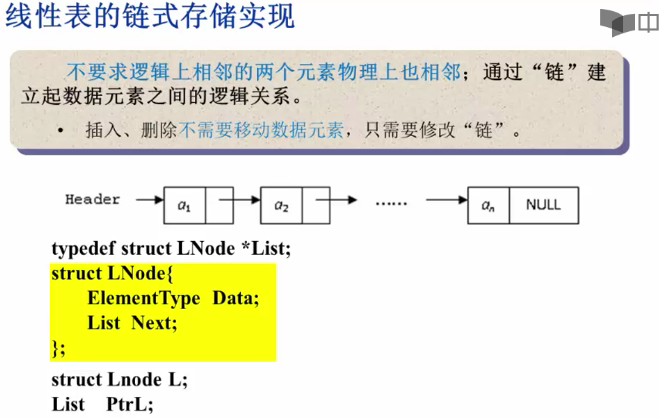 线性表的链式存储实现
中
不要求逻辑上相邻的两个元素物理上也相邻；通过“链”建
立起数据元素之间的逻辑关系。
• 插入、删除不需要移动数据元素，只需要修改“链”。
Header a1 a2 …… an NULL
typedef struct LNode *List;
struct LNode{
ElementType Data;
List Next;
};
struct Lnode L;
List PtrL;